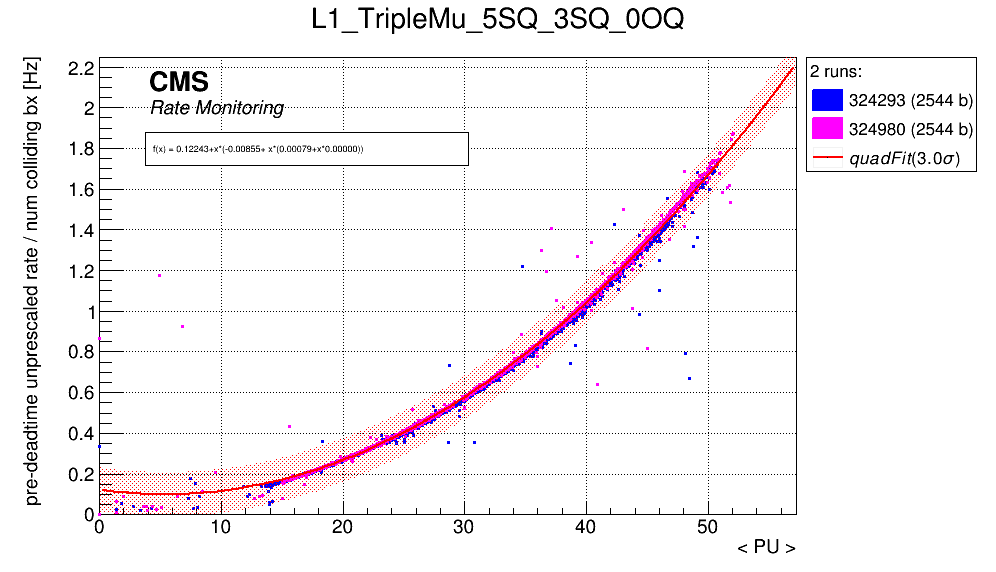 L1_TripleMu_5SQ_3SQ_0OQ
pre-deadtime unprescaled rate / num colliding bx [Hz]
CMS
Rate Monitoring
f(x) = 0.12243+x*(-0.00855+ x*(0.00079+x*0.00000))
2 runs:
324293 (2544 b)
324980 (2544 b)
quadFit(3.0σ)
2.2
2
1.8
1.6
1.4
1.2
1
0.8
0.6
0.4
0.2
0
0 10 20 30 40 50
< PU >